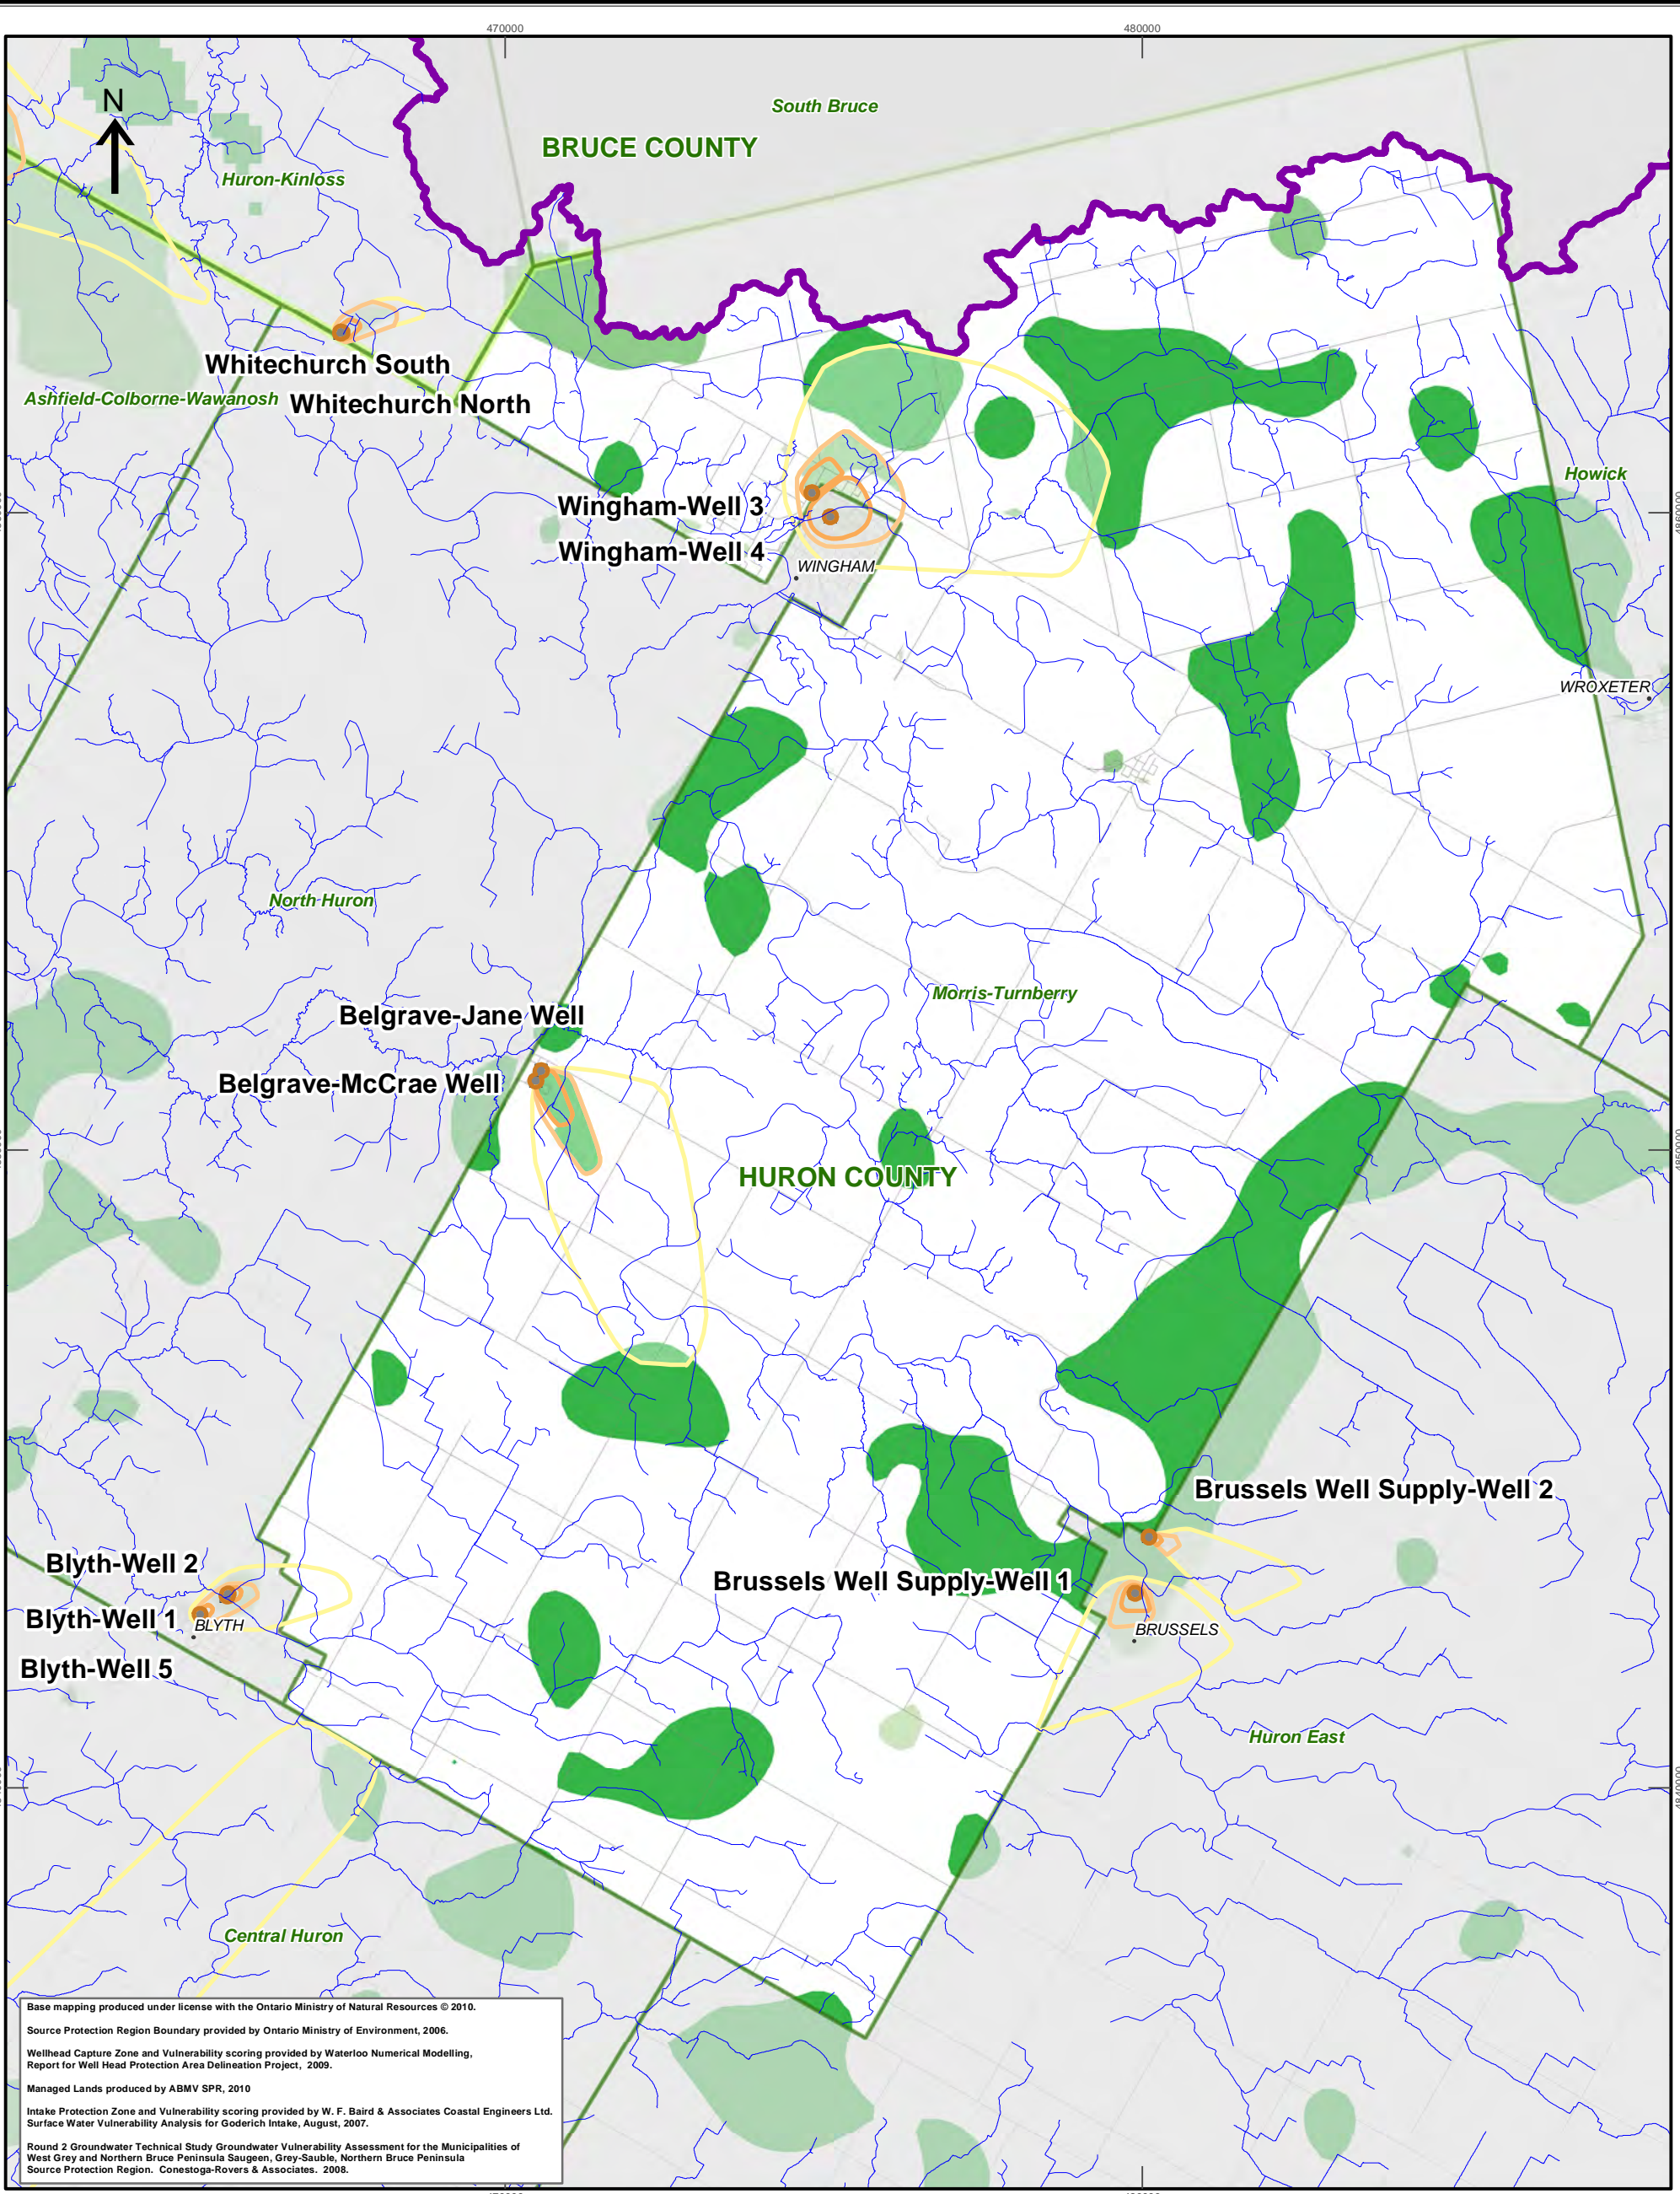 470000
480000
N
South Bruce
BRUCE COUNTY
Huron-Kinloss
Whitechurch South
Ashfield-Colborne-Wawanosh
Whitechurch North
Howick
Wingham-Well 3
4860000
Wingham-Well 4
WINGHAM
WROXETER
North Huron
Morris-Turnberry
Belgrave-Jane Well
Belgrave-McCrae Well
4850000
HURON COUNTY
Brussels Well Supply-Well 2
Blyth-Well 2
Brussels Well Supply-Well 1
Blyth-Well 1
BLYTH
BRUSSELS
Blyth-Well 5
Huron East
4840000
Central Huron
Base mapping produced under license with the Ontario Ministry of Natural Resources © 2010.
Source Protection Region Boundary provided by Ontario Ministry of Environment, 2006.
Wellhead Capture Zone and Vulnerability scoring provided by Waterloo Numerical Modelling,
Report for Well Head Protection Area Delineation Project, 2009.
Managed Lands produced by ABMV SPR, 2010
Intake Protection Zone and Vulnerability scoring provided by W. F. Baird & Associates Coastal Engineers Ltd.
Surface Water Vulnerability Analysis for Goderich Intake, August, 2007.
Round 2 Groundwater Technical Study Groundwater Vulnerability Assessment for the Municipalities of
West Grey and Northern Bruce Peninsula Saugeen, Grey-Sauble, Northern Bruce Peninsula
Source Protection Region. Conestoga-Rovers & Associates. 2008.